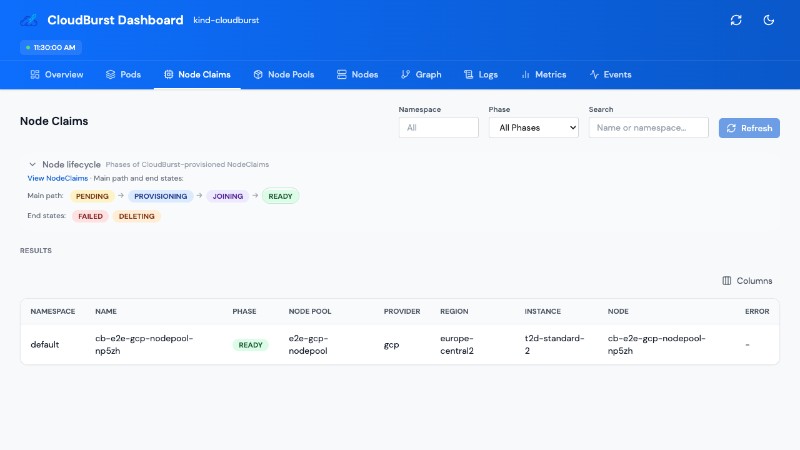 CloudBurst Dashboard kind-cloudburst
11:30:00 AM
Overview Pods Node Claims Node Pools Nodes Graph Logs Metrics Events
Node Claims
Namespace Phase Search
All All Phases Name or namespace... Refresh
Node lifecycle Phases of CloudBurst-provisioned NodeClaims
View NodeClaims · Main path and end states:
Main path: PENDING → PROVISIONING → JOINING → READY
End states: FAILED DELETING
RESULTS
Columns
NAMESPACE NAME PHASE NODE POOL PROVIDER REGION INSTANCE NODE ERROR
default cb-e2e-gcp-nodepool-np5zh READY e2e-gcp-nodepool gcp europe-central2 t2d-standard-2 cb-e2e-gcp-nodepool-np5zh -